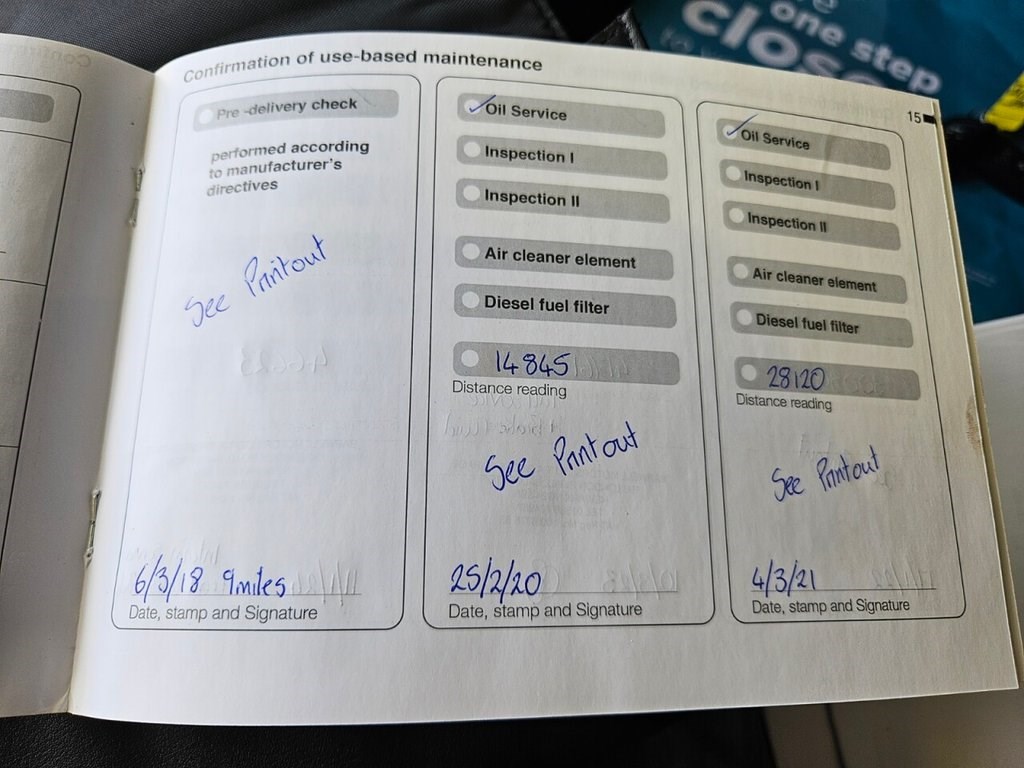 one step
close
Confirmation of use-based maintenance
15
Pre -delivery check
performed according
to manufacturer's
directives
See Printout
6/3/18 9miles
Date, stamp and Signature
Oil Service
Inspection I
Inspection II
Air cleaner element
Diesel fuel filter
14845
Distance reading
See Printout
25/2/20
Date, stamp and Signature
Oil Service
Inspection I
Inspection II
Air cleaner element
Diesel fuel filter
28120
Distance reading
See Printout
4/3/21
Date, stamp and Signature